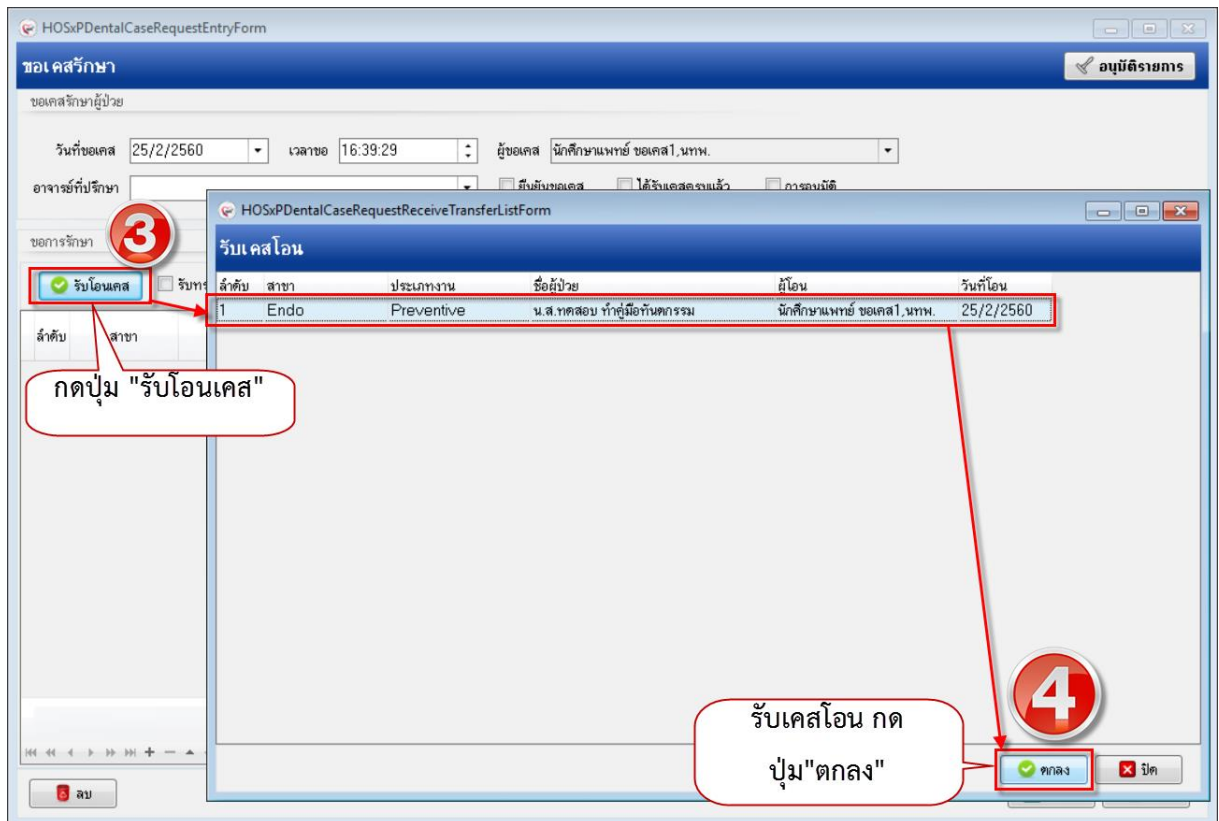 HOSxPDentalCaseRequestEntryForm
ขอเคสรักษา
อนุมัติรายการ
ขอเคสรักษาผู้ป่วย
วันที่ขอเคส 25/2/2560 เวลาขอ 16:39:29 ผู้ขอเคส นักศึกษาแพทย์ ขอเคส1,นทพ.
อาจารย์ที่ปรึกษา ยืนยันขอเคส ได้รับเคสครบแล้ว การอนุมัติ
HOSxPDentalCaseRequestReceiveTransferListForm
ขอการรักษา
3
รับเคสโอน
รับโอนเคส
ลำดับ สาขา ประเภทงาน ชื่อผู้ป่วย ผู้โอน วันที่โอน
1 Endo Preventive น.ส.ทดสอบ ทำคู่มือทันตกรรม นักศึกษาแพทย์ ขอเคส1,นทพ. 25/2/2560
ลำดับ สาขา
กดปุ่ม "รับโอนเคส"
4
รับเคสโอน กด
ปุ่ม"ตกลง"
ตกลง
ปิด
ลบ